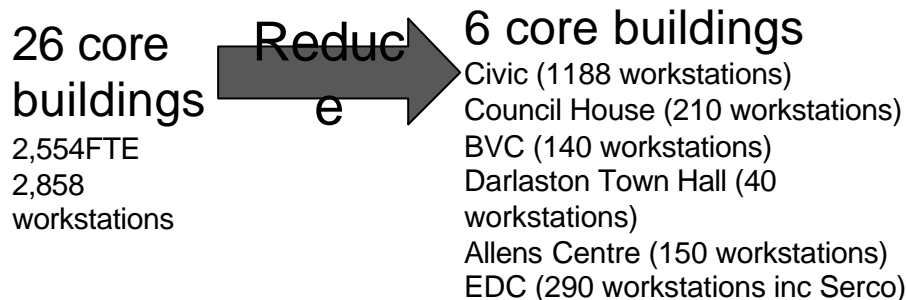 26 core
buildings
2,554FTE
2,858
workstations
Reduc
e
6 core buildings
Civic (1188 workstations)
Council House (210 workstations)
BVC (140 workstations)
Darlaston Town Hall (40
workstations)
Allens Centre (150 workstations)
EDC (290 workstations inc Serco)